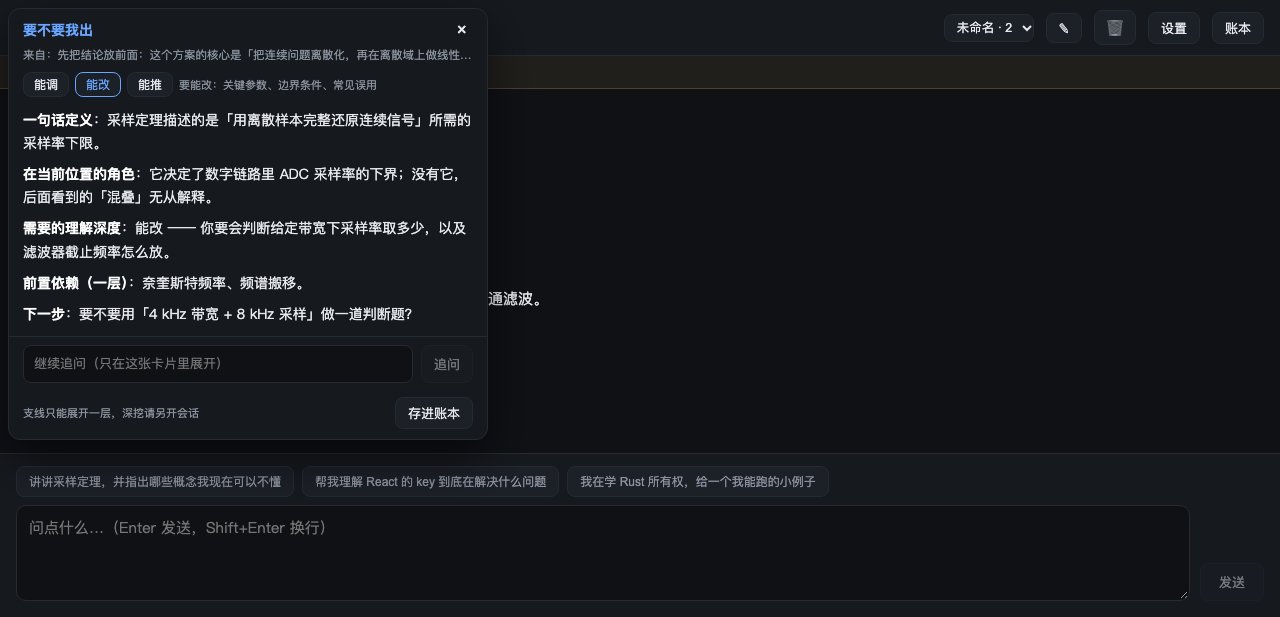 要不要我出
×
来自：先把结论放前面：这个方案的核心是「把连续问题离散化，再在离散域上做线性…
能调 能改 能推 要能改：关键参数、边界条件、常见误用
一句话定义：采样定理描述的是「用离散样本完整还原连续信号」所需的
采样率下限。
在当前位置的角色：它决定了数字链路里 ADC 采样率的下界；没有它，
后面看到的「混叠」无从解释。
需要的理解深度：能改 —— 你要会判断给定带宽下采样率取多少，以及
滤波器截止频率怎么放。
前置依赖（一层）：奈奎斯特频率、频谱搬移。
下一步：要不要用「4 kHz 带宽 + 8 kHz 采样」做一道判断题？
继续追问（只在这张卡片里展开） 追问
支线只能展开一层，深挖请另开会话 存进账本
未命名 · 2 设置 账本
通滤波。
讲讲采样定理，并指出哪些概念我现在可以不懂 帮我理解 React 的 key 到底在解决什么问题 我在学 Rust 所有权，给一个我能跑的小例子
问点什么…（Enter 发送，Shift+Enter 换行）
发送